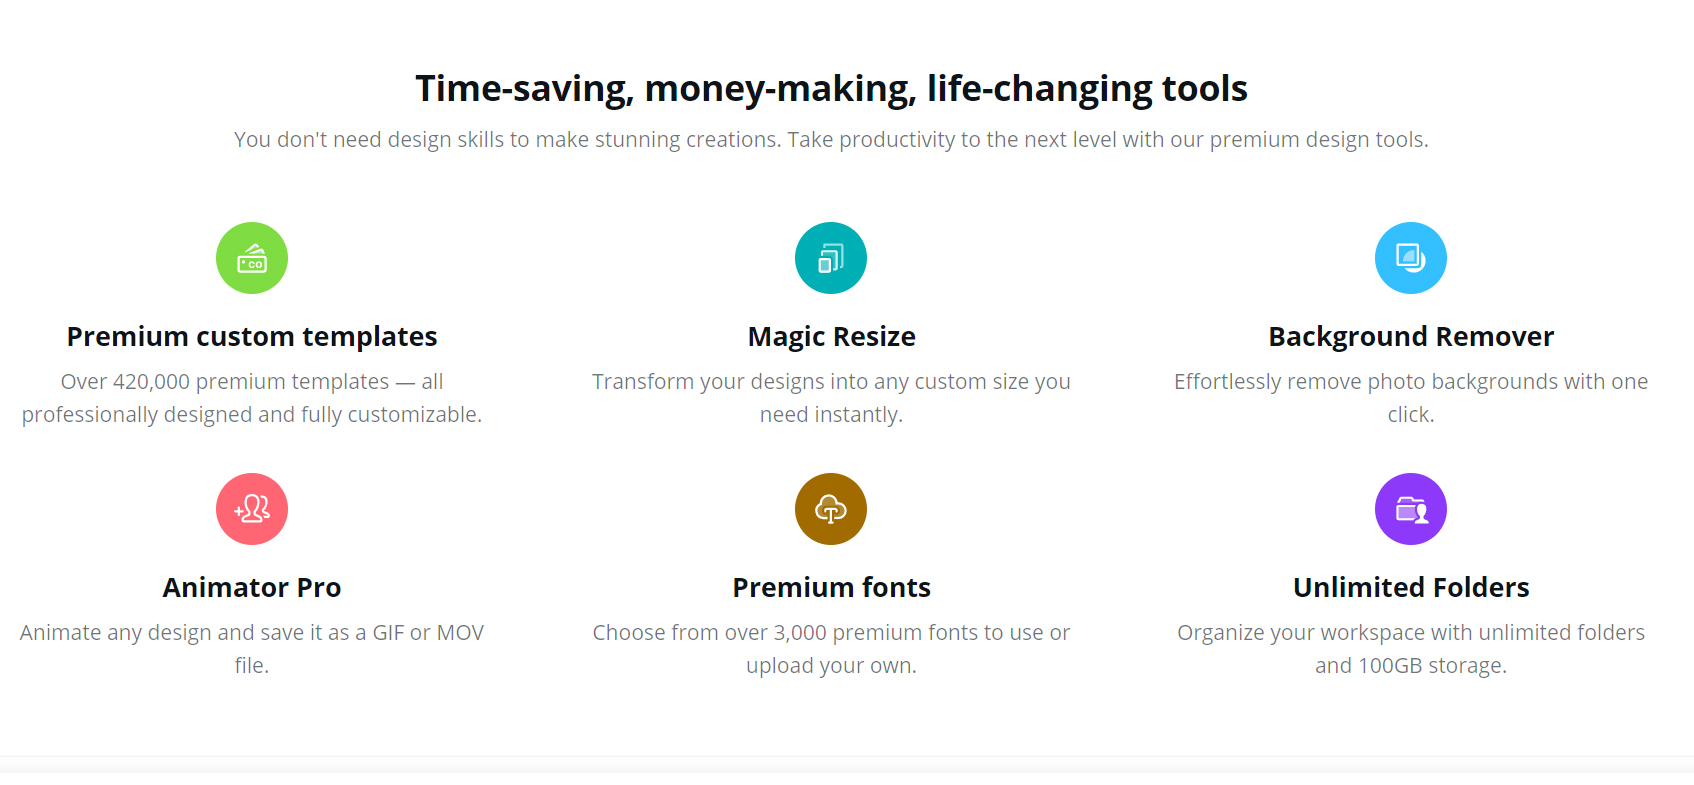 Time-saving, money-making, life-changing tools
You don't need design skills to make stunning creations. Take productivity to the next level with our premium design tools.
CO
Premium custom templates
Over 420,000 premium templates — all
professionally designed and fully customizable.
Magic Resize
Transform your designs into any custom size you
need instantly.
Background Remover
Effortlessly remove photo backgrounds with one
click.
Animator Pro
Animate any design and save it as a GIF or MOV
file.
T
Premium fonts
Choose from over 3,000 premium fonts to use or
upload your own.
Unlimited Folders
Organize your workspace with unlimited folders
and 100GB storage.